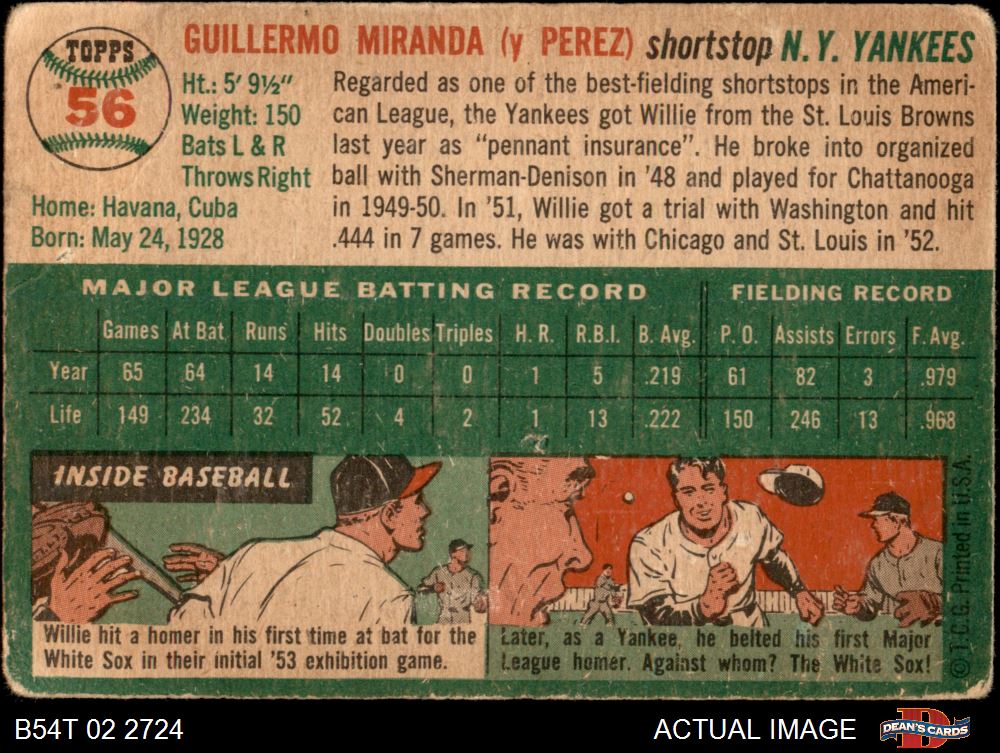 TOPPS
56
GUILLERMO MIRANDA (y PEREZ) shortstop N.Y. YANKEES
Ht.: 5' 9½"
Weight: 150
Bats L & R
Throws Right
Home: Havana, Cuba
Born: May 24, 1928
Regarded as one of the best-fielding shortstops in the Ameri-
can League, the Yankees got Willie from the St. Louis Browns
last year as "pennant insurance". He broke into organized
ball with Sherman-Denison in '48 and played for Chattanooga
in 1949-50. In '51, Willie got a trial with Washington and hit
.444 in 7 games. He was with Chicago and St. Louis in '52.
MAJOR LEAGUE BATTING RECORD FIELDING RECORD
Games At Bat Runs Hits Doubles Triples H. R. R.B.I. B. Avg. P. O. Assists Errors F. Avg.
Year 65 64 14 14 0 0 1 5 .219 61 82 3 .979
Life 149 234 32 52 4 2 1 13 .222 150 246 13 .968
INSIDE BASEBALL
Willie hit a homer in his first time at bat for the
White Sox in their initial '53 exhibition game.
Later, as a Yankee, he belted his first Major
League homer. Against whom? The White Sox!
© T.C.G. Printed in U.S.A.
B54T 02 2724
ACTUAL IMAGE
DEAN'S CARDS